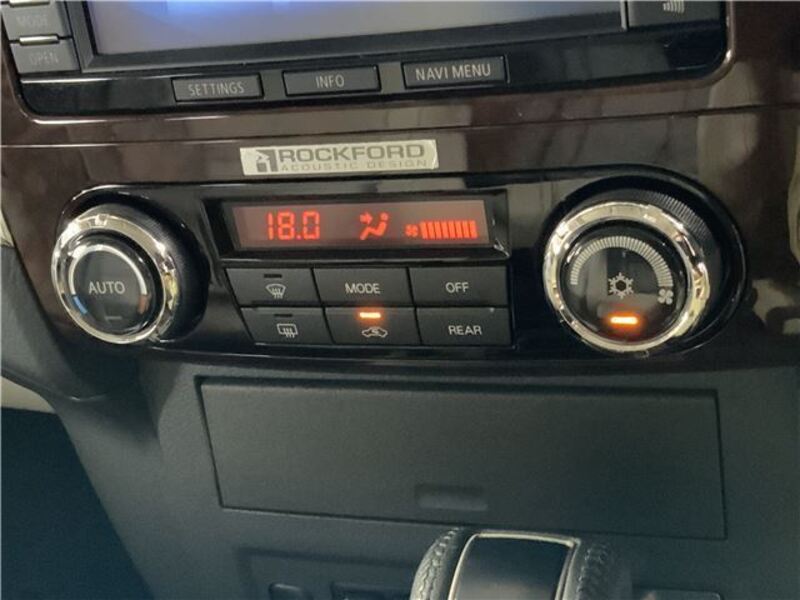 MODE
OPEN
SETTINGS INFO NAVI MENU
ROCKFORD
ACOUSTIC DESIGN
18.0
AUTO
MODE OFF
REAR